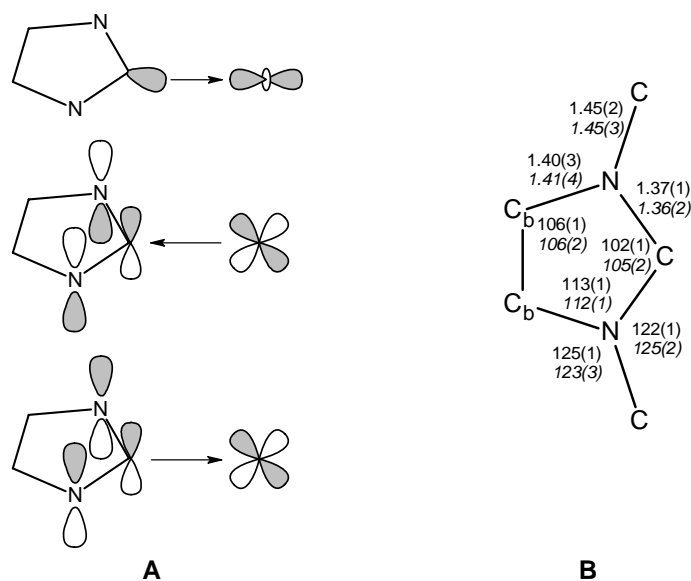 N
N
N
N
N
N
A
C
1.45(2)
1.45(3)
1.40(3)
1.41(4)
N
1.37(1)
1.36(2)
Cb
106(1)
106(2)
102(1)
105(2)
C
113(1)
112(1)
Cb
N
122(1)
125(2)
125(1)
123(3)
C
B